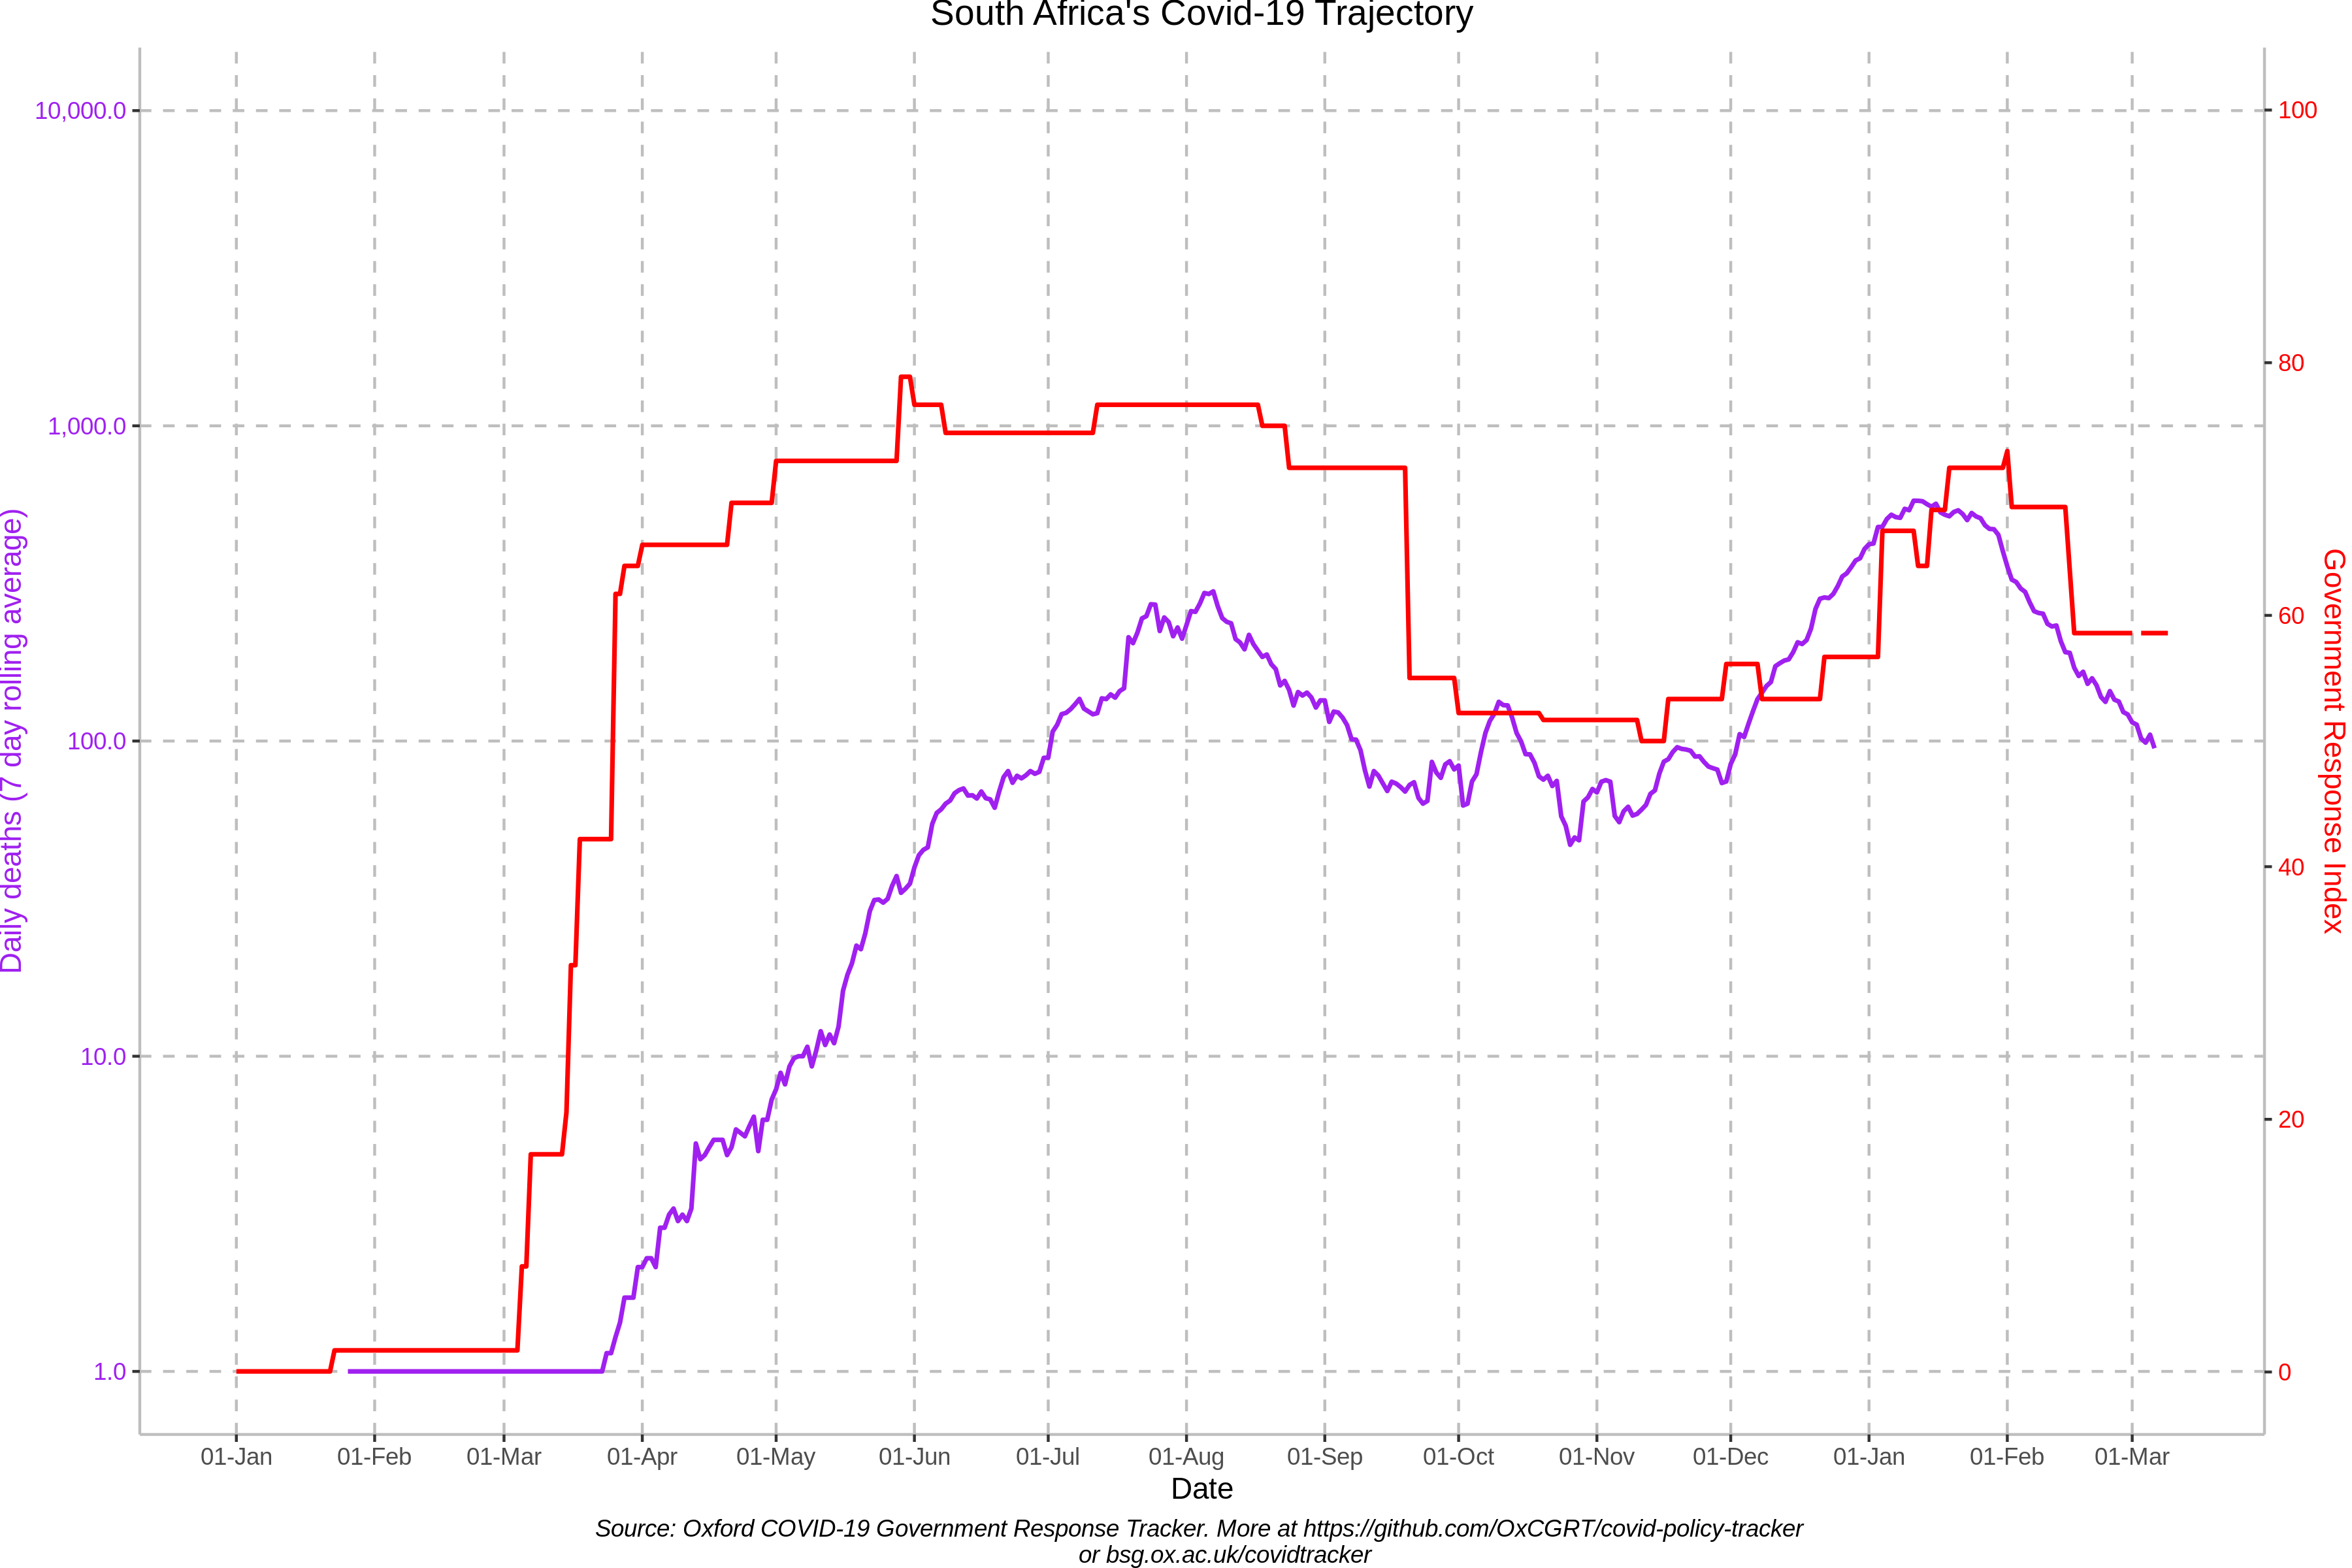 South Africa's Covid-19 Trajectory
10,000.0
1,000.0
100.0
10.0
1.0
Daily deaths (7 day rolling average)
100
80
60
40
20
0
Government Response Index
01-Jan 01-Feb 01-Mar 01-Apr 01-May 01-Jun 01-Jul 01-Aug 01-Sep 01-Oct 01-Nov 01-Dec 01-Jan 01-Feb 01-Mar
Date
Source: Oxford COVID-19 Government Response Tracker. More at https://github.com/OxCGRT/covid-policy-tracker
or bsg.ox.ac.uk/covidtracker